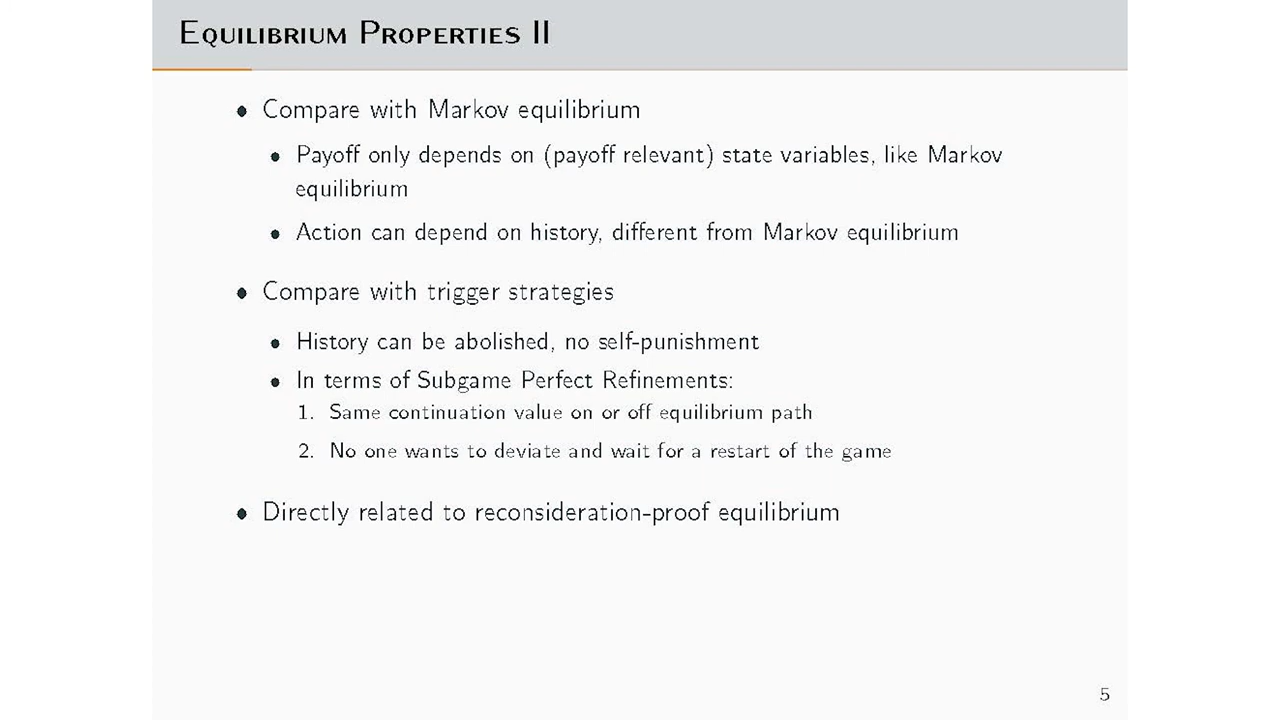 Equilibrium Properties II
• Compare with Markov equilibrium
• Payoff only depends on (payoff relevant) state variables, like Markov
equilibrium
• Action can depend on history, different from Markov equilibrium
• Compare with trigger strategies
• History can be abolished, no self-punishment
• In terms of Subgame Perfect Refinements:
1. Same continuation value on or off equilibrium path
2. No one wants to deviate and wait for a restart of the game
• Directly related to reconsideration-proof equilibrium
5